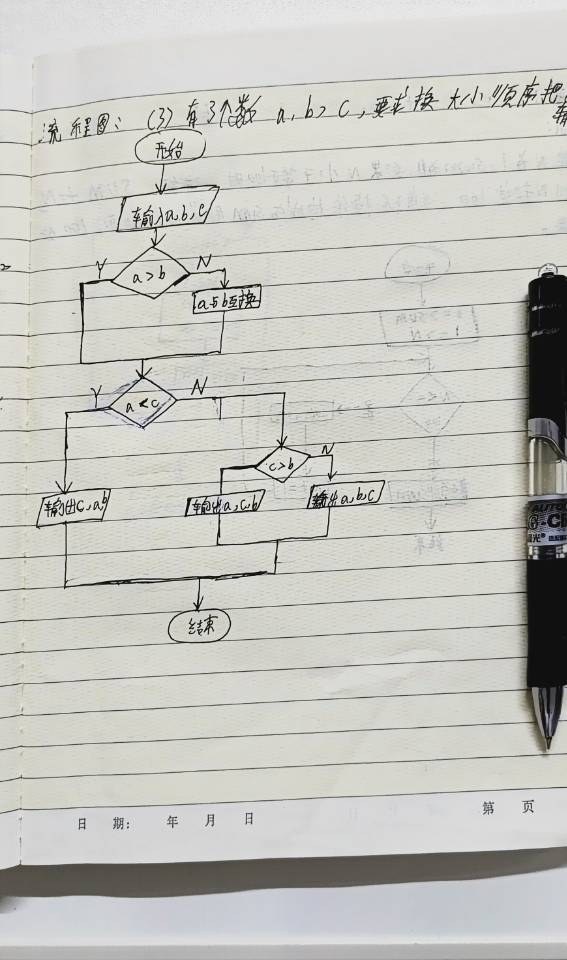 流程图：(3)有3个数 a,b,c,要求按大小顺序把
输
开始
输入a,b,c
Y a>b N
a与b互换
Y a<c N
c>b N
输出c,a,b 输出a,c,b 输出a,b,c
结束
日 期: 年 月 日 第 页